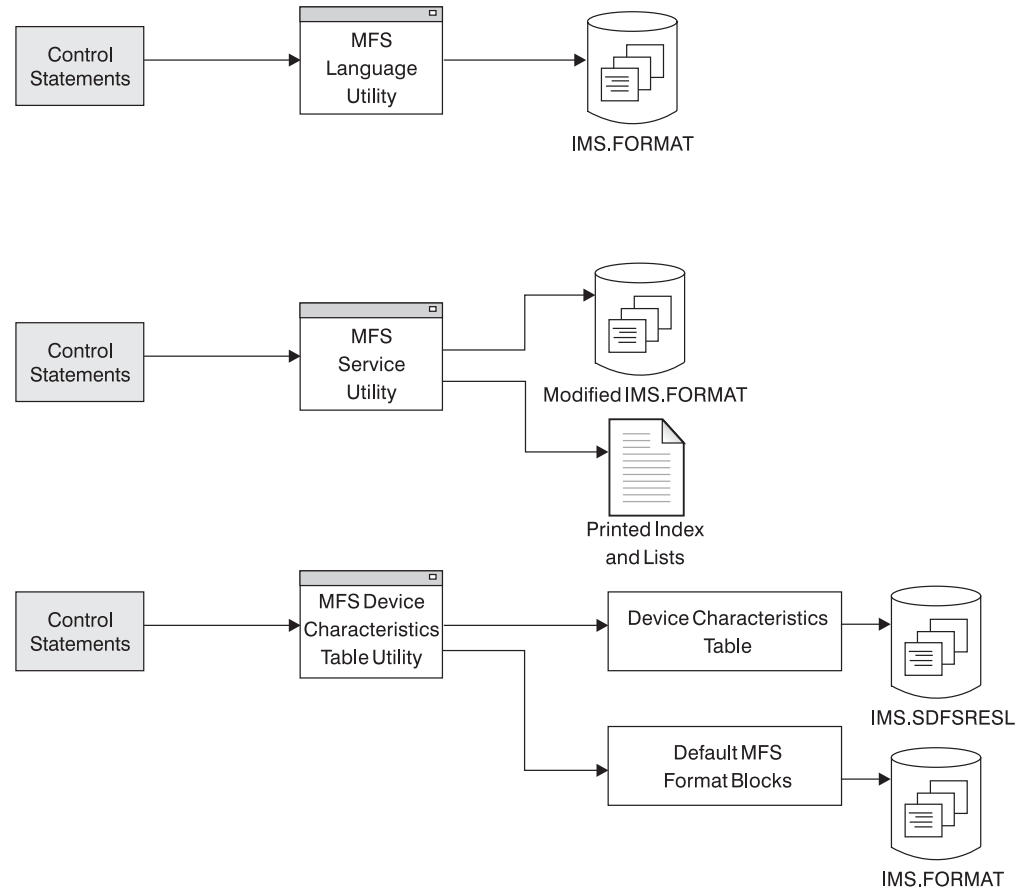 Control
Statements
MFS
Language
Utility
IMS.FORMAT
Control
Statements
MFS
Service
Utility
Modified IMS.FORMAT
Printed Index
and Lists
Control
Statements
MFS Device
Characteristics
Table Utility
Device Characteristics
Table
IMS.SDFSRESL
Default MFS
Format Blocks
IMS.FORMAT